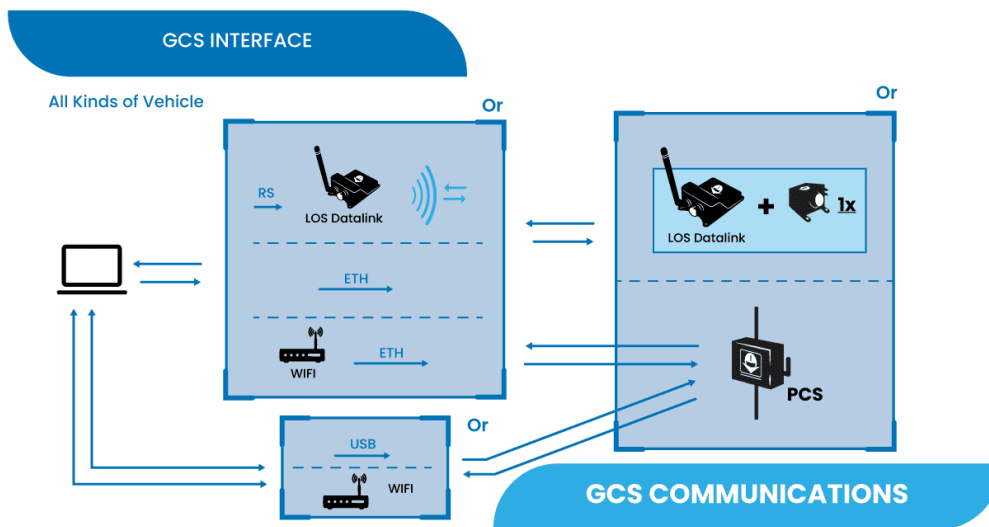 GCS INTERFACE
All Kinds of Vehicle
Or
RS
LOS Datalink
ETH
WIFI
ETH
Or
LOS Datalink
+
1x
PCS
Or
USB
WIFI
GCS COMMUNICATIONS